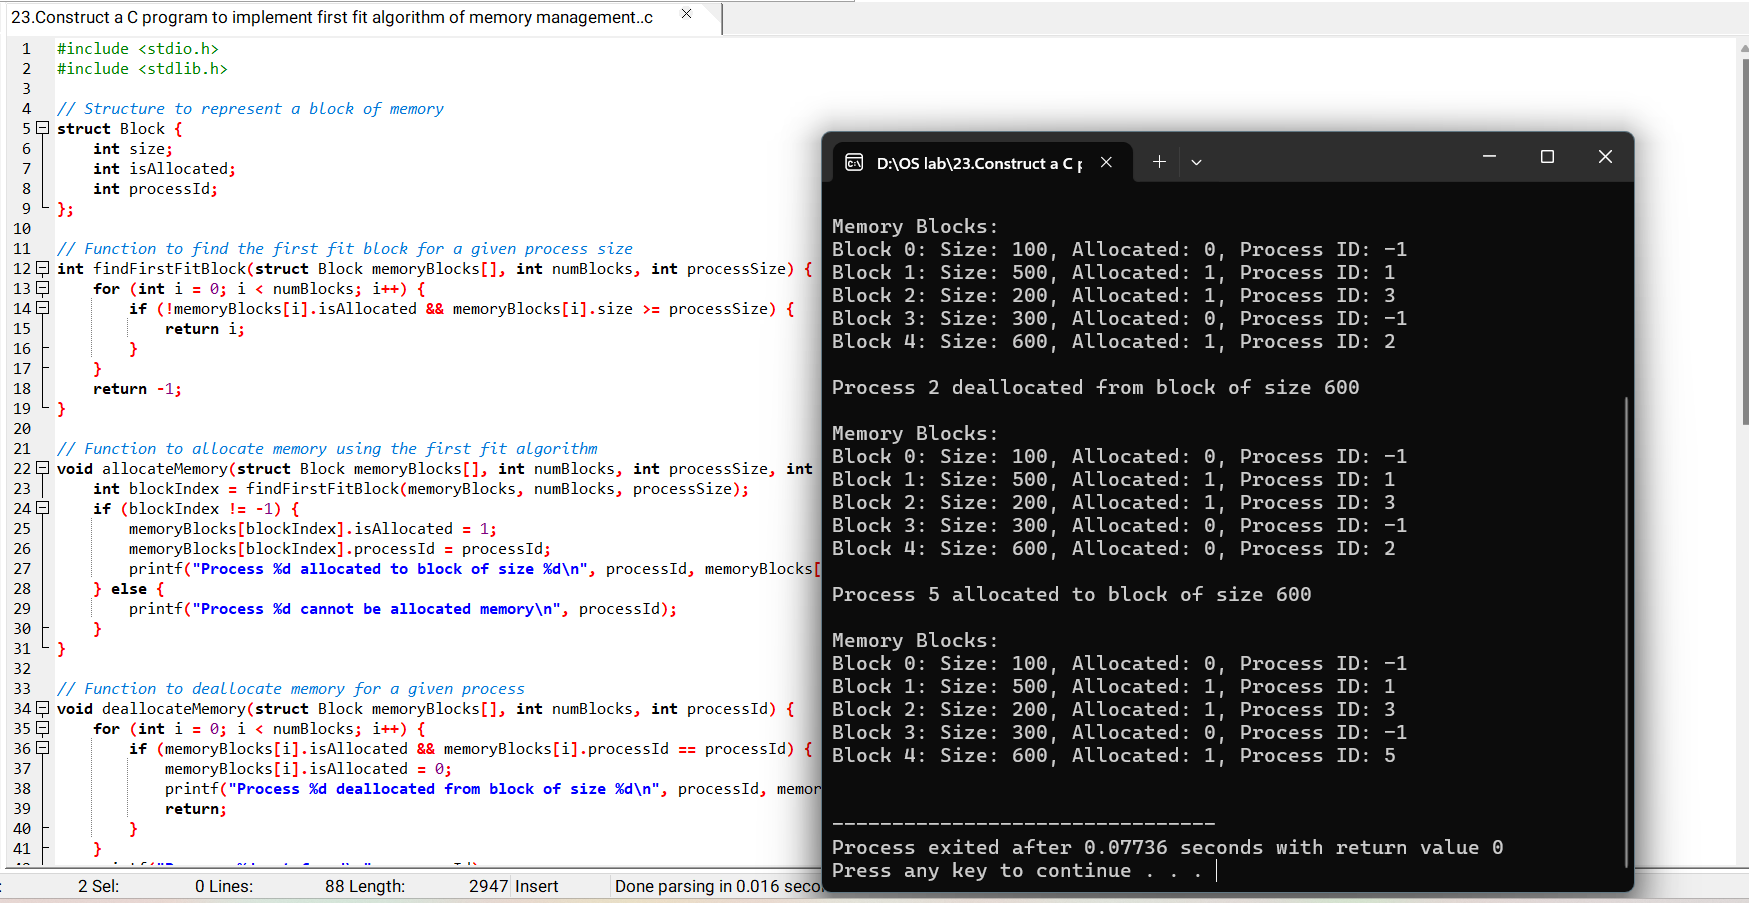 23.Construct a C program to implement first fit algorithm of memory management..c
1 #include <stdio.h>
2 #include <stdlib.h>
3
4 // Structure to represent a block of memory
5 struct Block {
6     int size;
7     int isAllocated;
8     int processId;
9 };
10
11 // Function to find the first fit block for a given process size
12 int findFirstFitBlock(struct Block memoryBlocks[], int numBlocks, int processSize) {
13     for (int i = 0; i < numBlocks; i++) {
14         if (!memoryBlocks[i].isAllocated && memoryBlocks[i].size >= processSize) {
15             return i;
16         }
17     }
18     return -1;
19 }
20
21 // Function to allocate memory using the first fit algorithm
22 void allocateMemory(struct Block memoryBlocks[], int numBlocks, int processSize, int
23     int blockIndex = findFirstFitBlock(memoryBlocks, numBlocks, processSize);
24     if (blockIndex != -1) {
25         memoryBlocks[blockIndex].isAllocated = 1;
26         memoryBlocks[blockIndex].processId = processId;
27         printf("Process %d allocated to block of size %d\n", processId, memoryBlocks[
28     } else {
29         printf("Process %d cannot be allocated memory\n", processId);
30     }
31 }
32
33 // Function to deallocate memory for a given process
34 void deallocateMemory(struct Block memoryBlocks[], int numBlocks, int processId) {
35     for (int i = 0; i < numBlocks; i++) {
36         if (memoryBlocks[i].isAllocated && memoryBlocks[i].processId == processId) {
37             memoryBlocks[i].isAllocated = 0;
38             printf("Process %d deallocated from block of size %d\n", processId, memor
39             return;
40         }
41     }
2 Sel: 0 Lines: 88 Length: 2947 Insert Done parsing in 0.016 seco
D:\OS lab\23.Construct a C p
Memory Blocks:
Block 0: Size: 100, Allocated: 0, Process ID: -1
Block 1: Size: 500, Allocated: 1, Process ID: 1
Block 2: Size: 200, Allocated: 1, Process ID: 3
Block 3: Size: 300, Allocated: 0, Process ID: -1
Block 4: Size: 600, Allocated: 1, Process ID: 2

Process 2 deallocated from block of size 600

Memory Blocks:
Block 0: Size: 100, Allocated: 0, Process ID: -1
Block 1: Size: 500, Allocated: 1, Process ID: 1
Block 2: Size: 200, Allocated: 1, Process ID: 3
Block 3: Size: 300, Allocated: 0, Process ID: -1
Block 4: Size: 600, Allocated: 0, Process ID: 2

Process 5 allocated to block of size 600

Memory Blocks:
Block 0: Size: 100, Allocated: 0, Process ID: -1
Block 1: Size: 500, Allocated: 1, Process ID: 1
Block 2: Size: 200, Allocated: 1, Process ID: 3
Block 3: Size: 300, Allocated: 0, Process ID: -1
Block 4: Size: 600, Allocated: 1, Process ID: 5

--------------------------------
Process exited after 0.07736 seconds with return value 0
Press any key to continue . . .